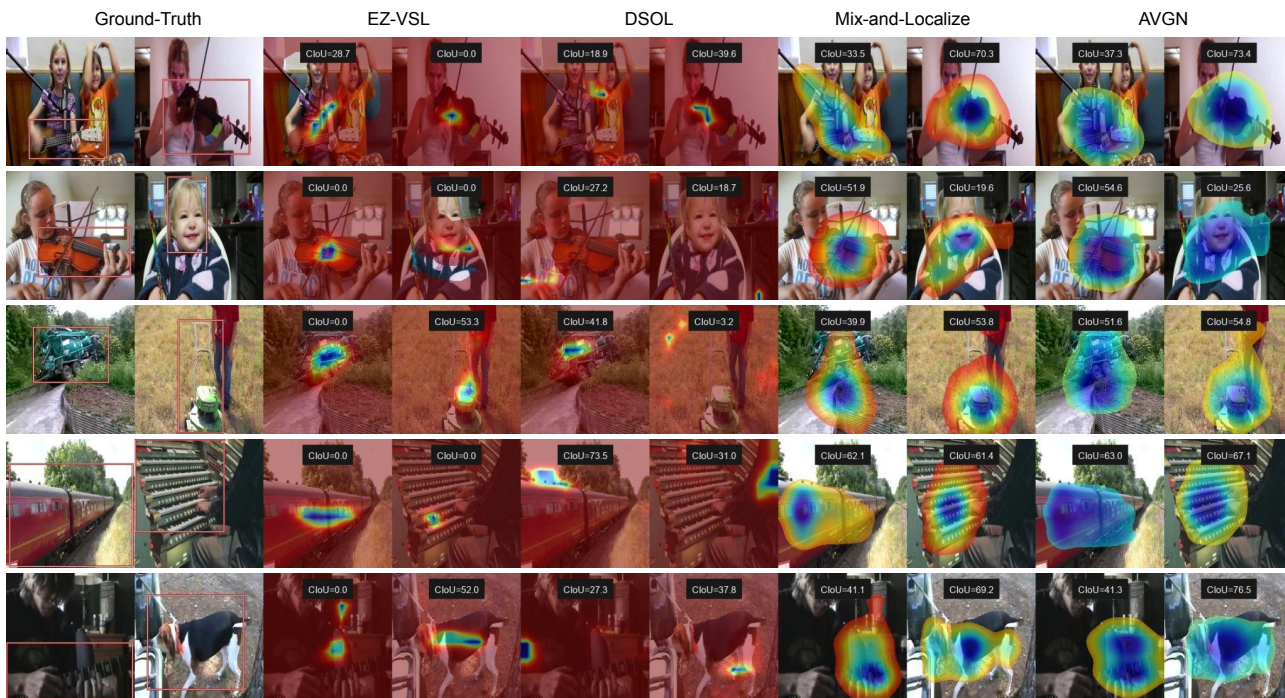 Ground-Truth EZ-VSL DSOL Mix-and-Localize AVGN
CIoU=28.7 CIoU=0.0 CIoU=18.9 CIoU=39.6 CIoU=33.5 CIoU=70.3 CIoU=37.3 CIoU=73.4
CIoU=0.0 CIoU=0.0 CIoU=27.2 CIoU=18.7 CIoU=51.9 CIoU=19.6 CIoU=54.6 CIoU=25.6
CIoU=0.0 CIoU=53.3 CIoU=41.8 CIoU=3.2 CIoU=39.9 CIoU=53.8 CIoU=51.6 CIoU=54.8
CIoU=0.0 CIoU=0.0 CIoU=73.5 CIoU=31.0 CIoU=62.1 CIoU=61.4 CIoU=63.0 CIoU=67.1
CIoU=0.0 CIoU=52.0 CIoU=27.3 CIoU=37.8 CIoU=41.1 CIoU=69.2 CIoU=41.3 CIoU=76.5